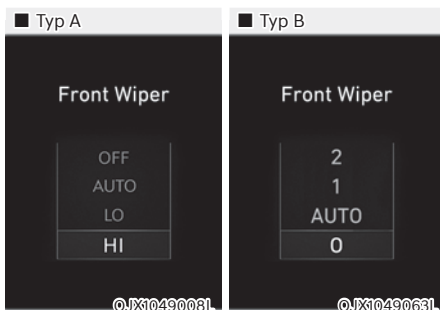 ■ Typ A
Front Wiper
OFF
AUTO
LO
HI
OJX1049008L
■ Typ B
Front Wiper
2
1
AUTO
0
OJX1049063L